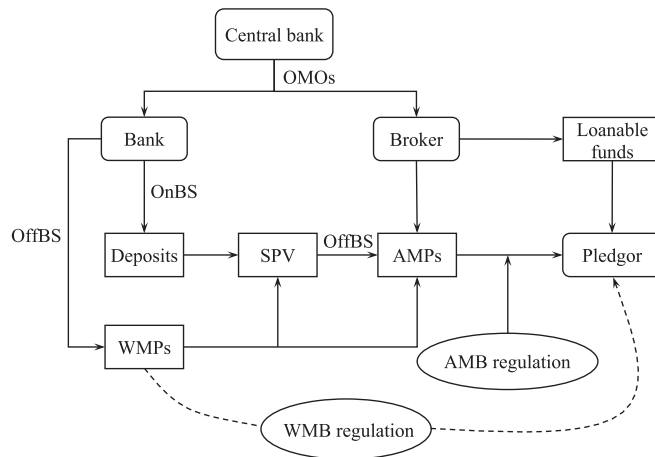 Central bank
OMOs
Bank
Broker
Loanable
funds
OnBS
OffBS
OffBS
Deposits
SPV
AMPs
Pledgor
WMPs
AMB regulation
WMB regulation